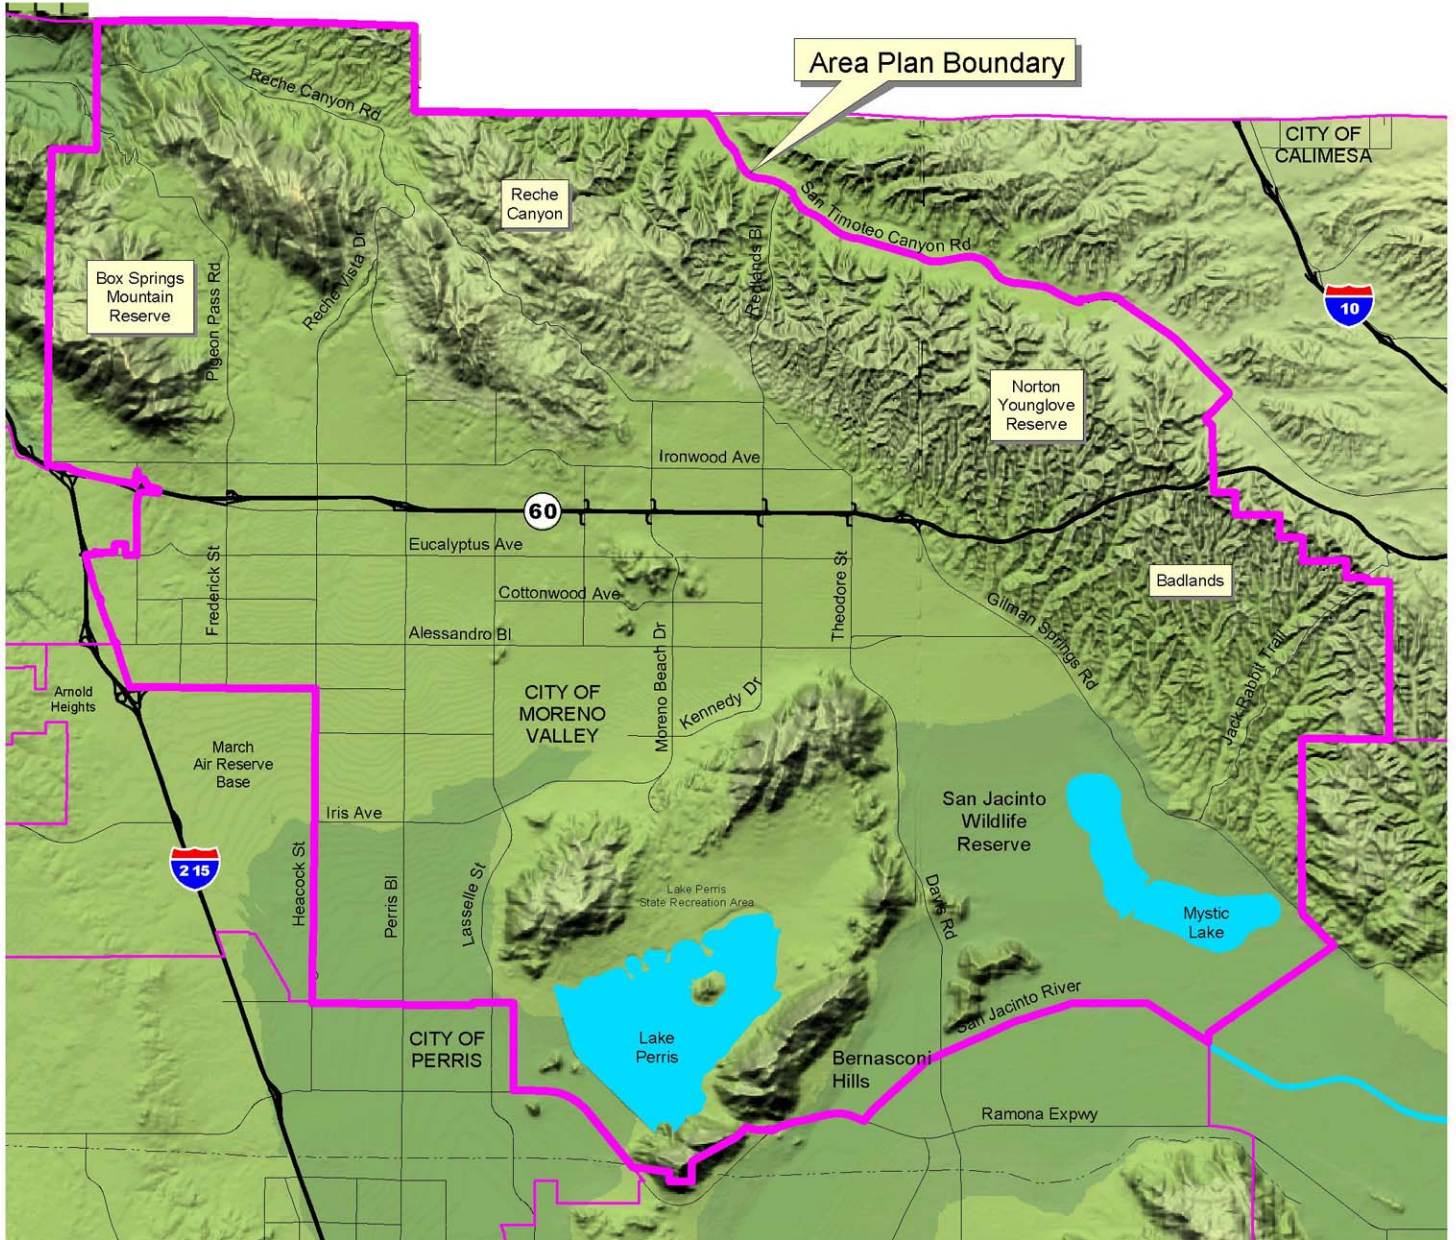 Area Plan Boundary
CITY OF
CALIMESA
Reche Canyon Rd
Reche
Canyon
San Timoteo Canyon Rd
Redlands Bl
Reche Vista Dr
Pigeon Pass Rd
Box Springs
Mountain
Reserve
10
Norton
Younglove
Reserve
Ironwood Ave
60
Eucalyptus Ave
Frederick St
Theodore St
Badlands
Cottonwood Ave
Gilman Springs Rd
Alessandro Bl
Moreno Beach Dr
Jack Rabbit Trail
Kennedy Dr
Arnold
Heights
CITY OF
MORENO
VALLEY
March
Air Reserve
Base
San Jacinto
Wildlife
Reserve
Iris Ave
215
Heacock St
Perris Bl
Lasselle St
Lake Perris
State Recreation Area
Davis Rd
Mystic
Lake
San Jacinto River
CITY OF
PERRIS
Lake
Perris
Bernasconi
Hills
Ramona Expwy